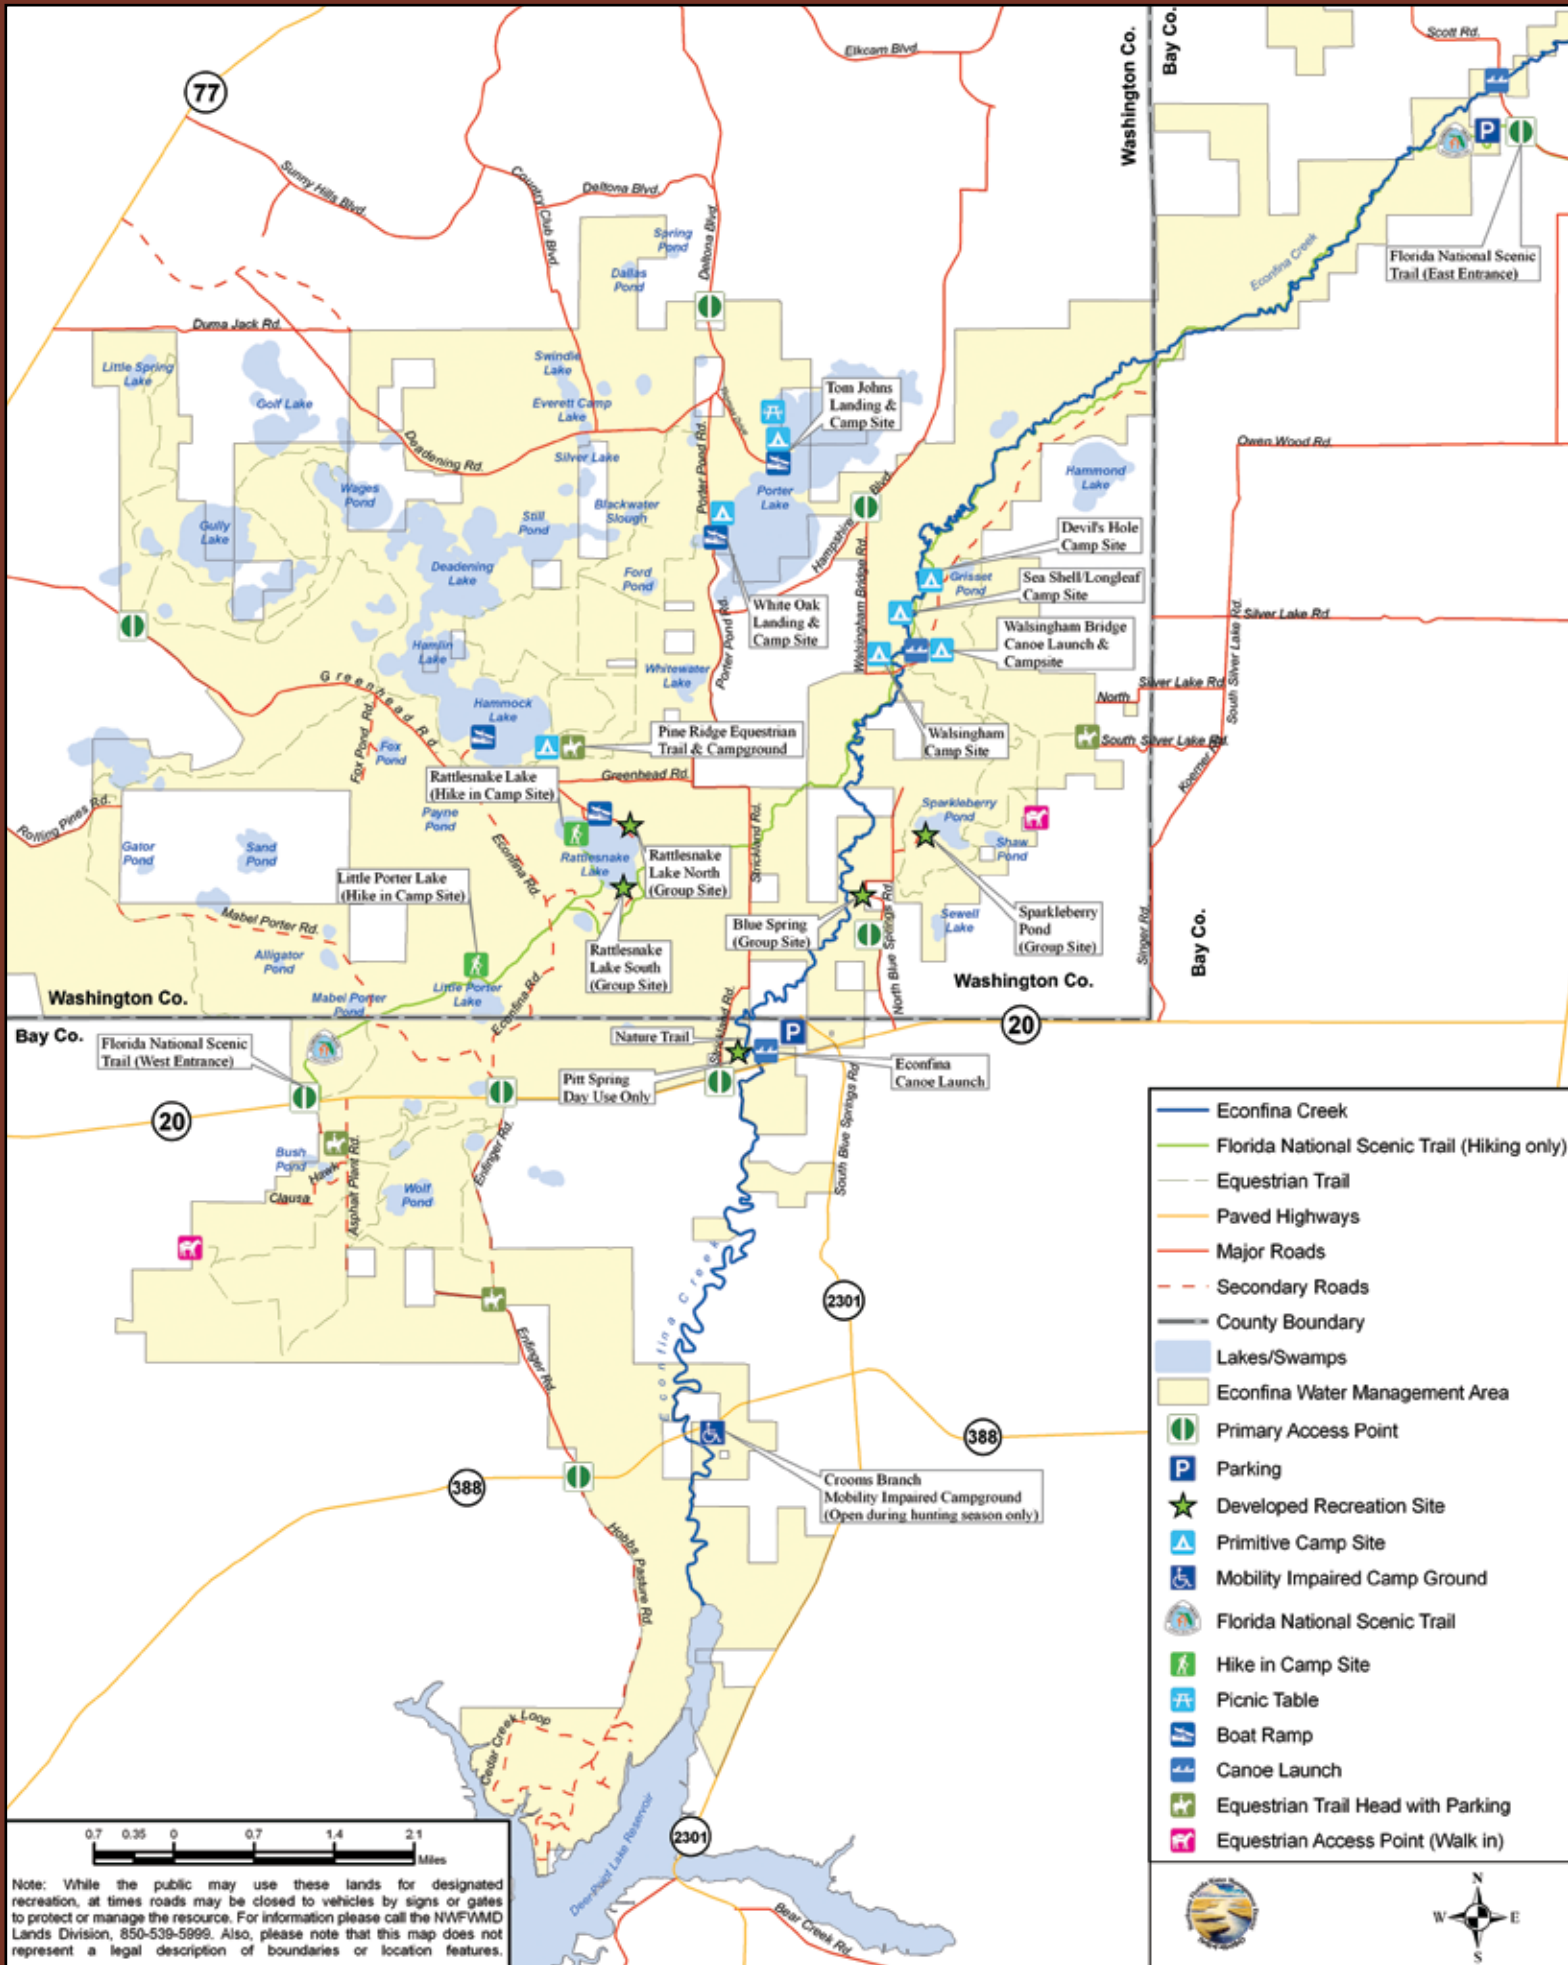 Scott Rd.
Elkcam Blvd.
Washington Co.
Bay Co.
77
Sunny Hills Blvd.
Country Club Blvd.
Deltona Blvd.
Deltona Blvd.
Spring
Pond
Dallas
Pond
Econfina Creek
Florida National Scenic
Trail (East Entrance)
Duma Jack Rd.
Little Spring
Lake
Golf Lake
Swindle
Lake
Everett Camp
Lake
Tom Johns
Landing &
Camp Site
Deadening Rd.
Silver Lake
Porter Pond Rd.
Porter
Lake
Owen Wood Rd.
Hammond
Lake
Wages
Pond
Gully
Lake
Still
Pond
Blackwater
Slough
Hampshire Blvd.
Devil's Hole
Camp Site
Deadening
Lake
Ford
Pond
Grisset
Pond
Sea Shell/Longleaf
Camp Site
White Oak
Landing &
Camp Site
Walsingham Bridge Rd.
Walsingham Bridge
Canoe Launch &
Campsite
Silver Lake Rd.
South Silver Lake Rd.
Hamlin
Lake
Porter Pond Rd.
Whitewater
Lake
Greenhead Rd
North Silver Lake Rd.
Hammock
Lake
Fox Pond Rd.
Fox
Pond
Pine Ridge Equestrian
Trail & Campground
Walsingham
Camp Site
South Silver Lake Rd.
Koerner Rd.
Rattlesnake Lake
(Hike in Camp Site)
Greenhead Rd.
Rolling Pines Rd.
Payne
Pond
Sparkleberry
Pond
Gator
Pond
Sand
Pond
Econfina Rd.
Rattlesnake
Lake
Strickland Rd.
Shaw
Pond
Rattlesnake
Lake North
(Group Site)
Little Porter Lake
(Hike in Camp Site)
Mabel Porter Rd.
Blue Spring
(Group Site)
North Blue Springs Rd.
Sewell
Lake
Sparkleberry
Pond
(Group Site)
Singer Rd.
Bay Co.
Alligator
Pond
Rattlesnake
Lake South
(Group Site)
Washington Co.
Mabel Porter
Pond
Little Porter
Lake
Econfina Rd.
Washington Co.
Bay Co.
20
Florida National Scenic
Trail (West Entrance)
Nature Trail
Strickland Rd.
Pitt Spring
Day Use Only
Econfina
Canoe Launch
20
South Blue Springs Rd
Bush
Pond
Hawk
Clausa
Asphalt Plant Rd.
Enfinger Rd.
Wolf
Pond
Econfina Creek
2301
Enfinger Rd.
388
388
Crooms Branch
Mobility Impaired Campground
(Open during hunting season only)
Hobbs Pasture Rd.
Cedar Creek Loop
Deer Point Lake Reservoir
2301
Bear Creek Rd.
Econfina Creek
Florida National Scenic Trail (Hiking only)
Equestrian Trail
Paved Highways
Major Roads
Secondary Roads
County Boundary
Lakes/Swamps
Econfina Water Management Area
Primary Access Point
P Parking
Developed Recreation Site
Primitive Camp Site
Mobility Impaired Camp Ground
Florida National Scenic Trail
Hike in Camp Site
Picnic Table
Boat Ramp
Canoe Launch
Equestrian Trail Head with Parking
Equestrian Access Point (Walk in)
0.7 0.35 0 0.7 1.4 2.1
Miles
Note: While the public may use these lands for designated
recreation, at times roads may be closed to vehicles by signs or gates
to protect or manage the resource. For information please call the NWFWMD
Lands Division, 850-539-5999. Also, please note that this map does not
represent a legal description of boundaries or location features.
N
W E
S